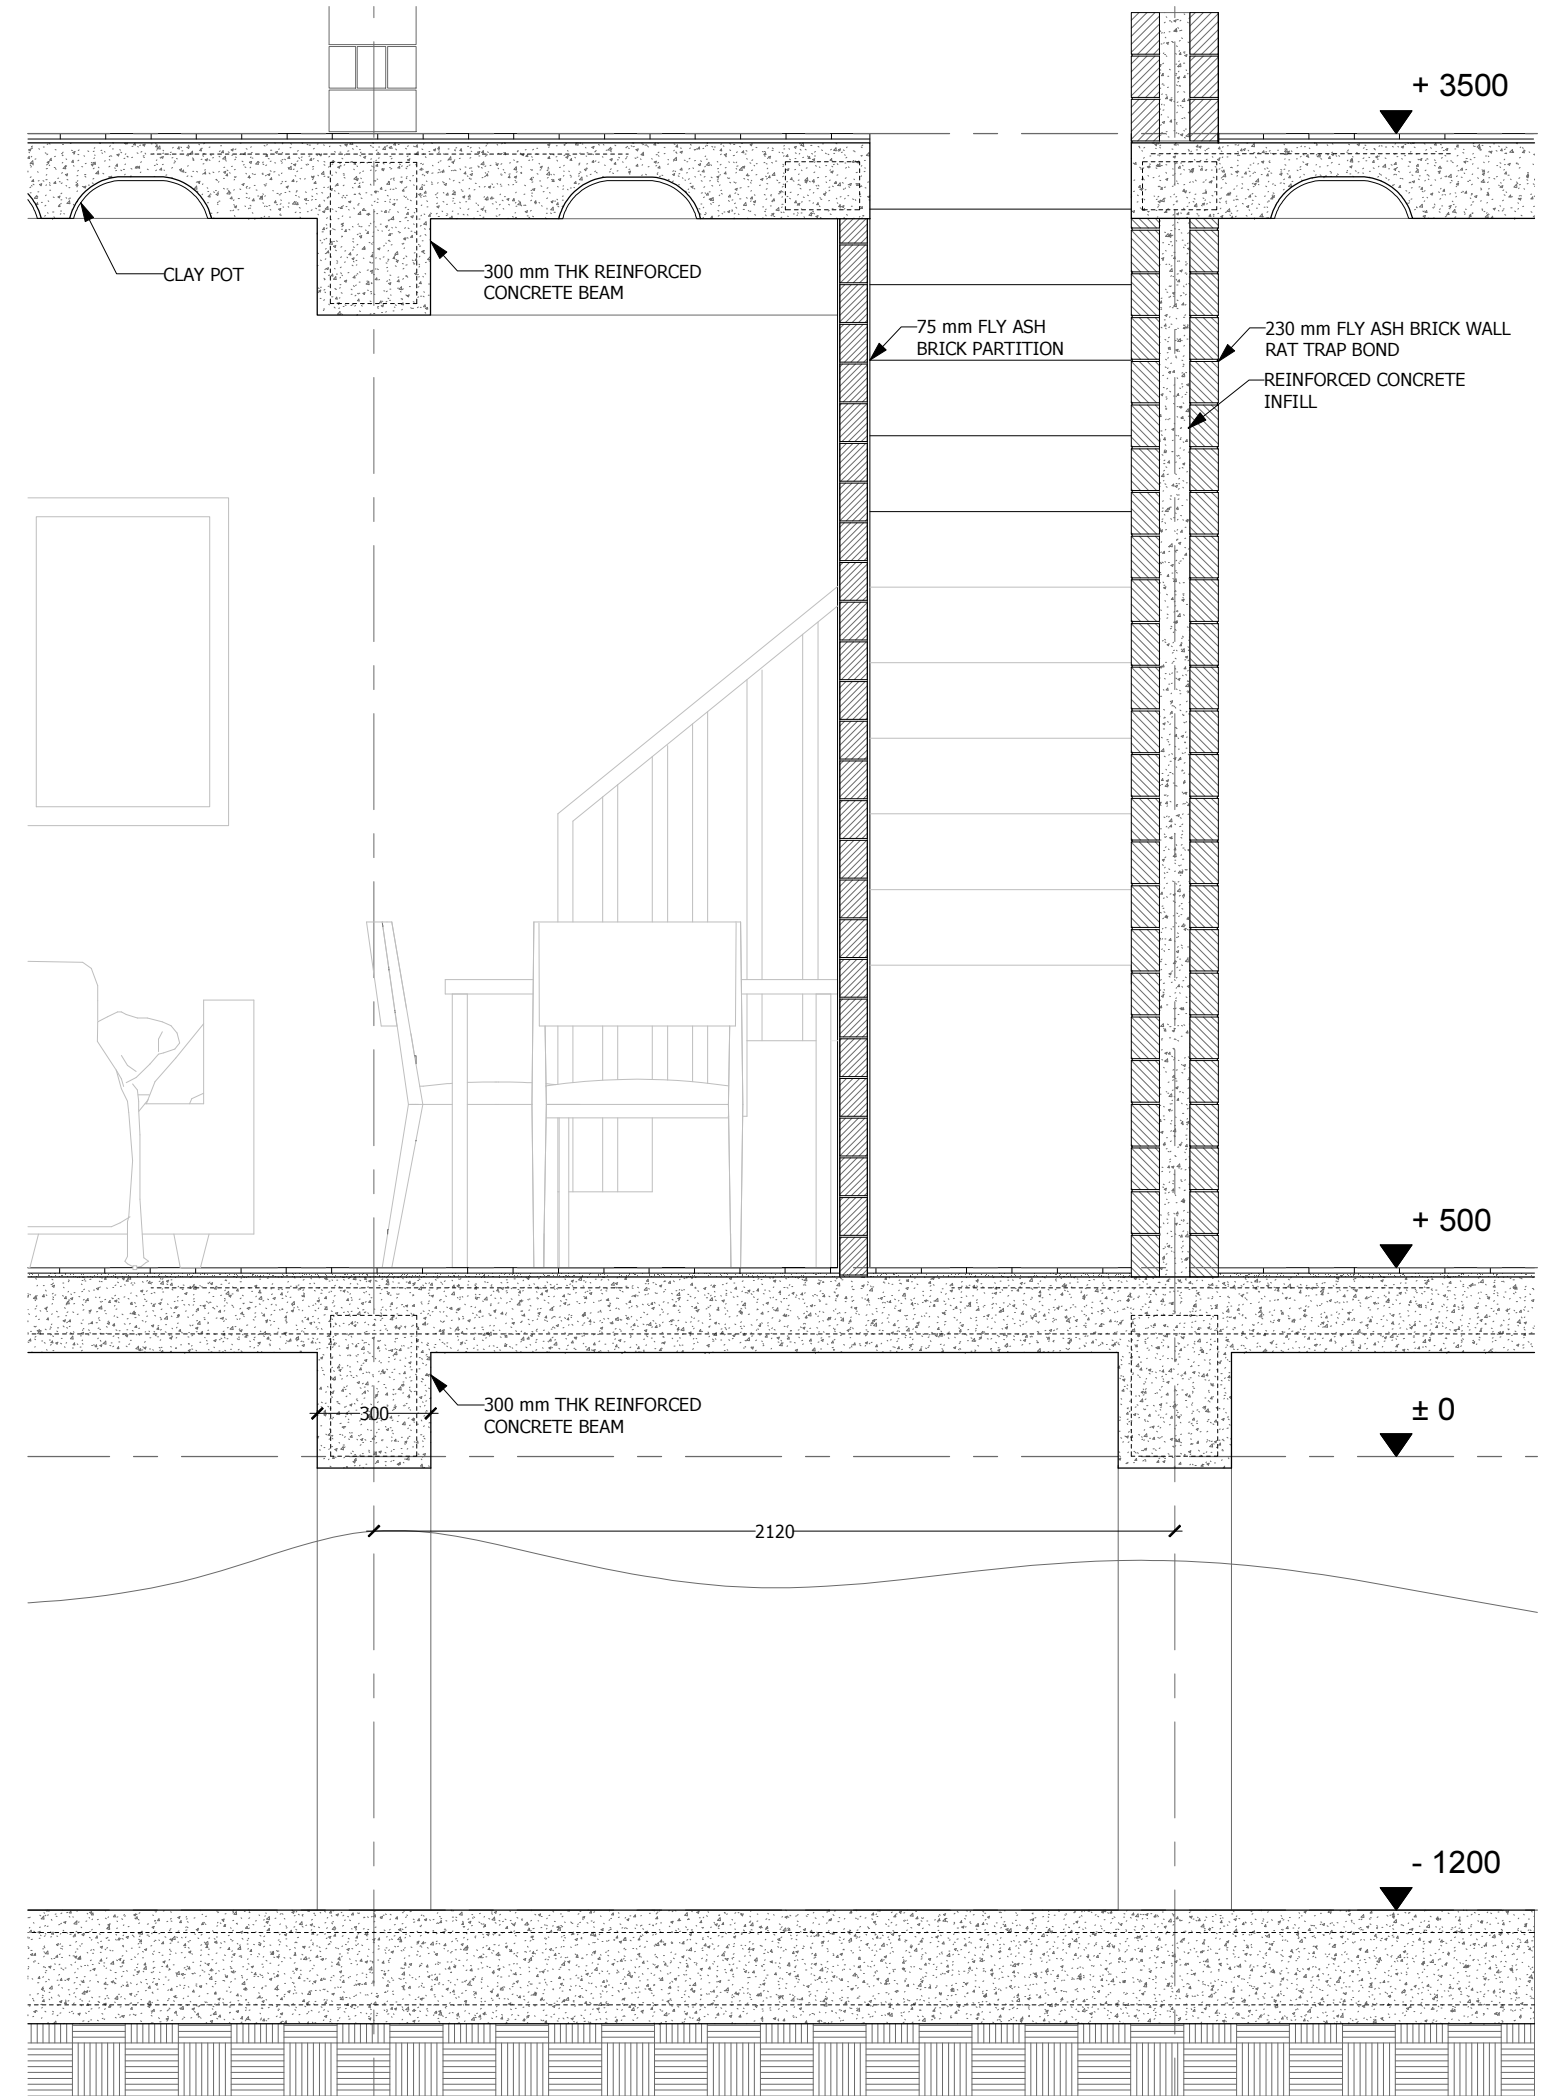 + 3500
CLAY POT
300 mm THK REINFORCED
CONCRETE BEAM
75 mm FLY ASH
BRICK PARTITION
230 mm FLY ASH BRICK WALL
RAT TRAP BOND
REINFORCED CONCRETE
INFILL
+ 500
300 mm THK REINFORCED
CONCRETE BEAM
300
± 0
2120
- 1200